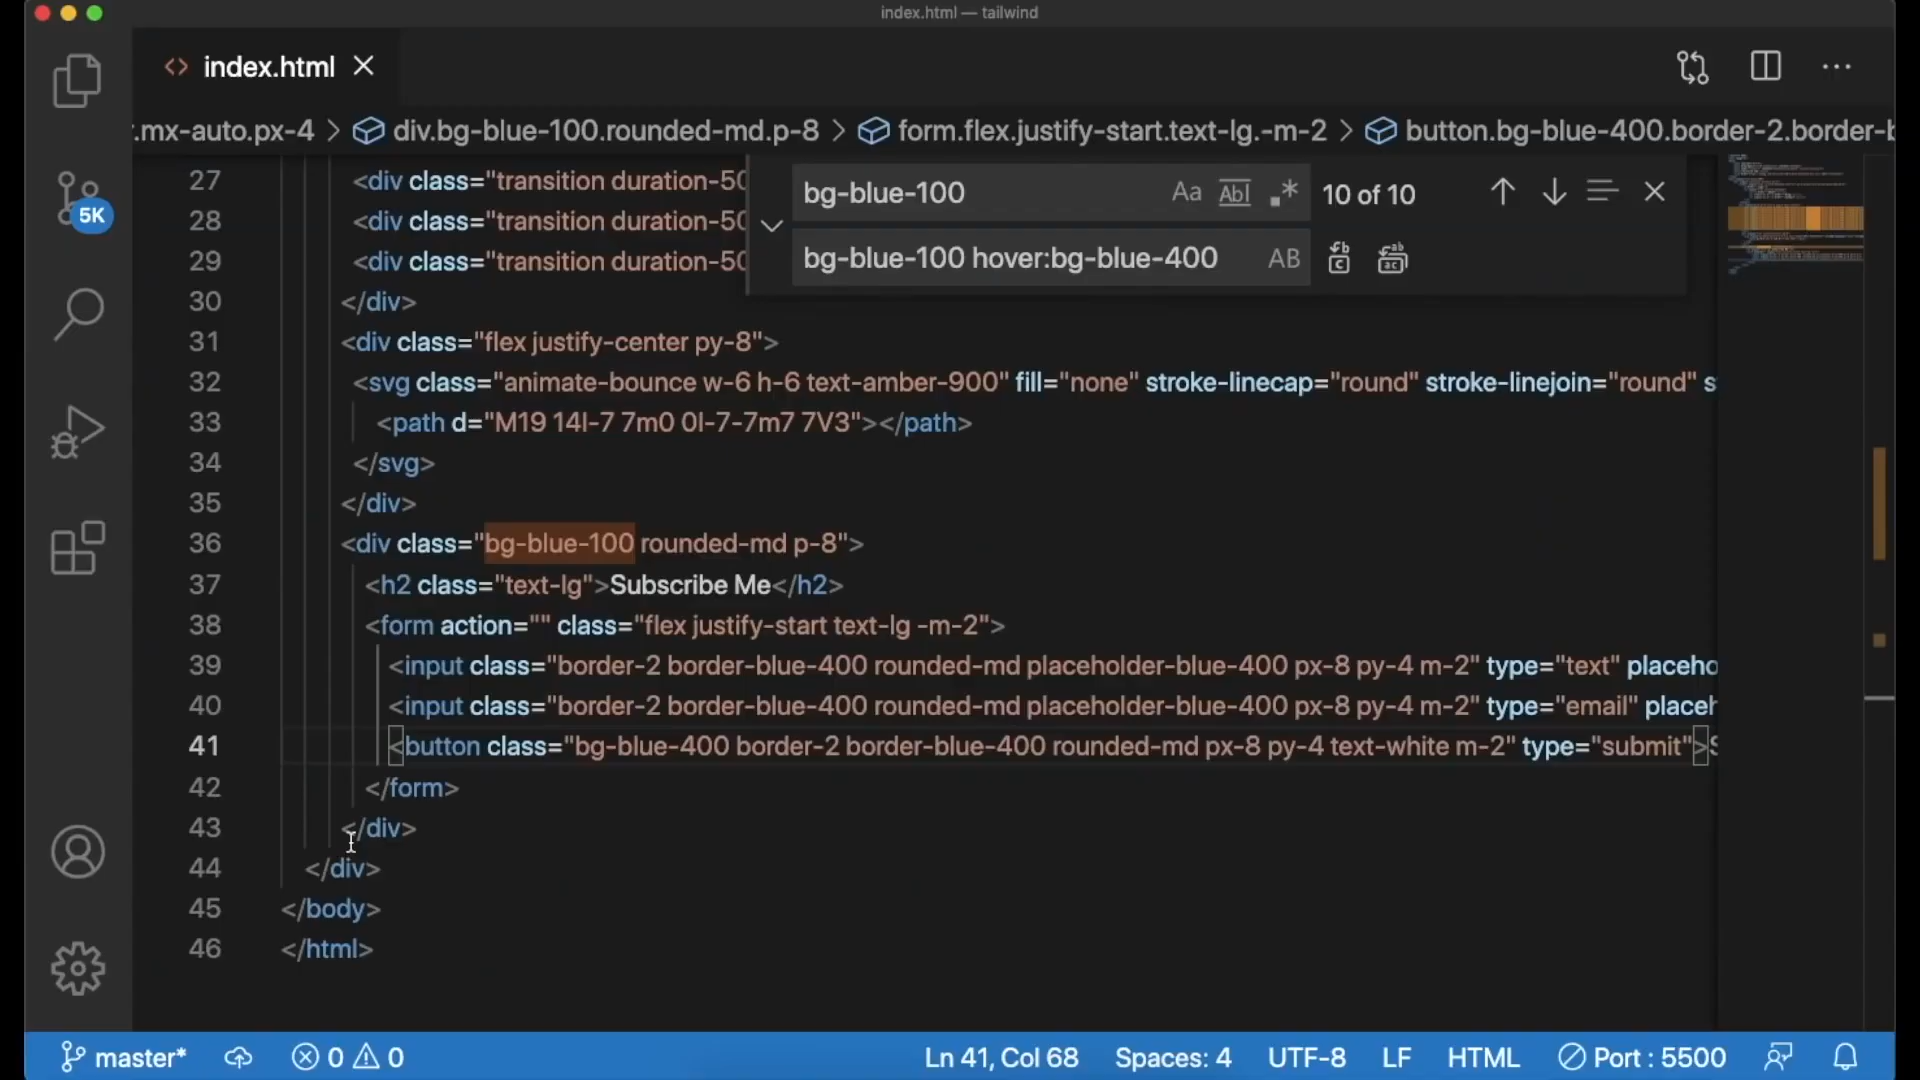 index.html — tailwind
<> index.html
.mx-auto.px-4 > div.bg-blue-100.rounded-md.p-8 > form.flex.justify-start.text-lg.-m-2 > button.bg-blue-400.border-2.border-
bg-blue-100 Aa Abl .* 10 of 10
bg-blue-100 hover:bg-blue-400 AB
5K
27 <div class="transition duration-50
28 <div class="transition duration-50
29 <div class="transition duration-50
30 </div>
31 <div class="flex justify-center py-8">
32 <svg class="animate-bounce w-6 h-6 text-amber-900" fill="none" stroke-linecap="round" stroke-linejoin="round" s
33 <path d="M19 14l-7 7m0 0l-7-7m7 7V3"></path>
34 </svg>
35 </div>
36 <div class="bg-blue-100 rounded-md p-8">
37 <h2 class="text-lg">Subscribe Me</h2>
38 <form action="" class="flex justify-start text-lg -m-2">
39 <input class="border-2 border-blue-400 rounded-md placeholder-blue-400 px-8 py-4 m-2" type="text" placeho
40 <input class="border-2 border-blue-400 rounded-md placeholder-blue-400 px-8 py-4 m-2" type="email" placeh
41 <button class="bg-blue-400 border-2 border-blue-400 rounded-md px-8 py-4 text-white m-2" type="submit">S
42 </form>
43 </div>
44 </div>
45 </body>
46 </html>
master* 0 0 Ln 41, Col 68 Spaces: 4 UTF-8 LF HTML Port : 5500